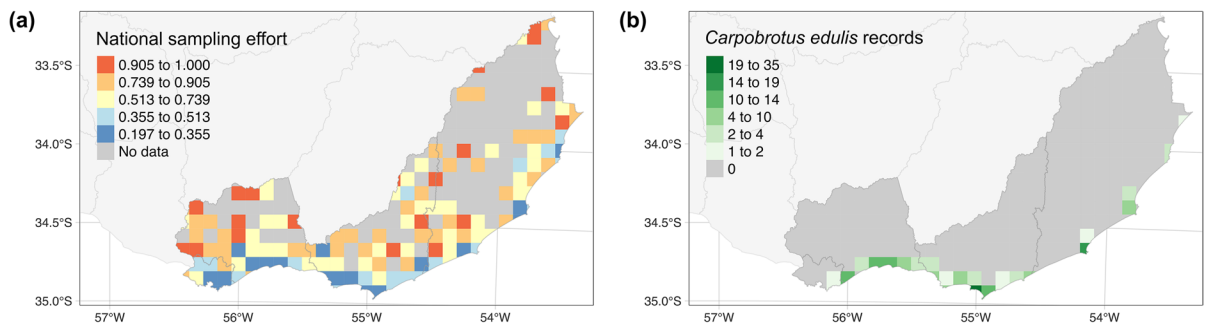 (a)
National sampling effort
0.905 to 1.000
0.739 to 0.905
0.513 to 0.739
0.355 to 0.513
0.197 to 0.355
No data
33.5°S
34.0°S
34.5°S
35.0°S
57°W
56°W
55°W
54°W
(b)
Carpobrotus edulis records
19 to 35
14 to 19
10 to 14
4 to 10
2 to 4
1 to 2
0
33.5°S
34.0°S
34.5°S
35.0°S
57°W
56°W
55°W
54°W